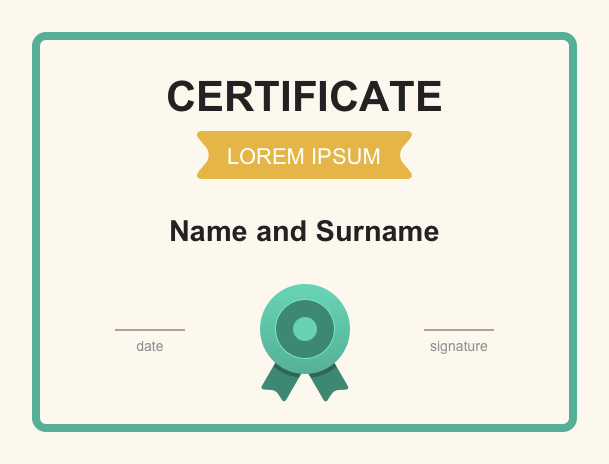 CERTIFICATE
LOREM IPSUM
Name and Surname
date
signature